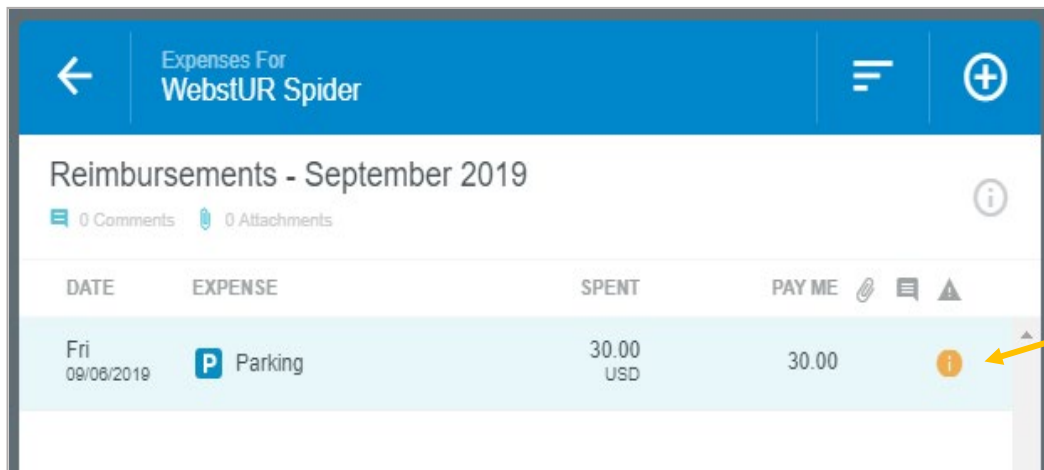 Expenses For
WebstUR Spider
Reimbursements - September 2019
0 Comments 0 Attachments
DATE EXPENSE SPENT PAY ME
Fri
09/06/2019
P Parking
30.00
USD
30.00